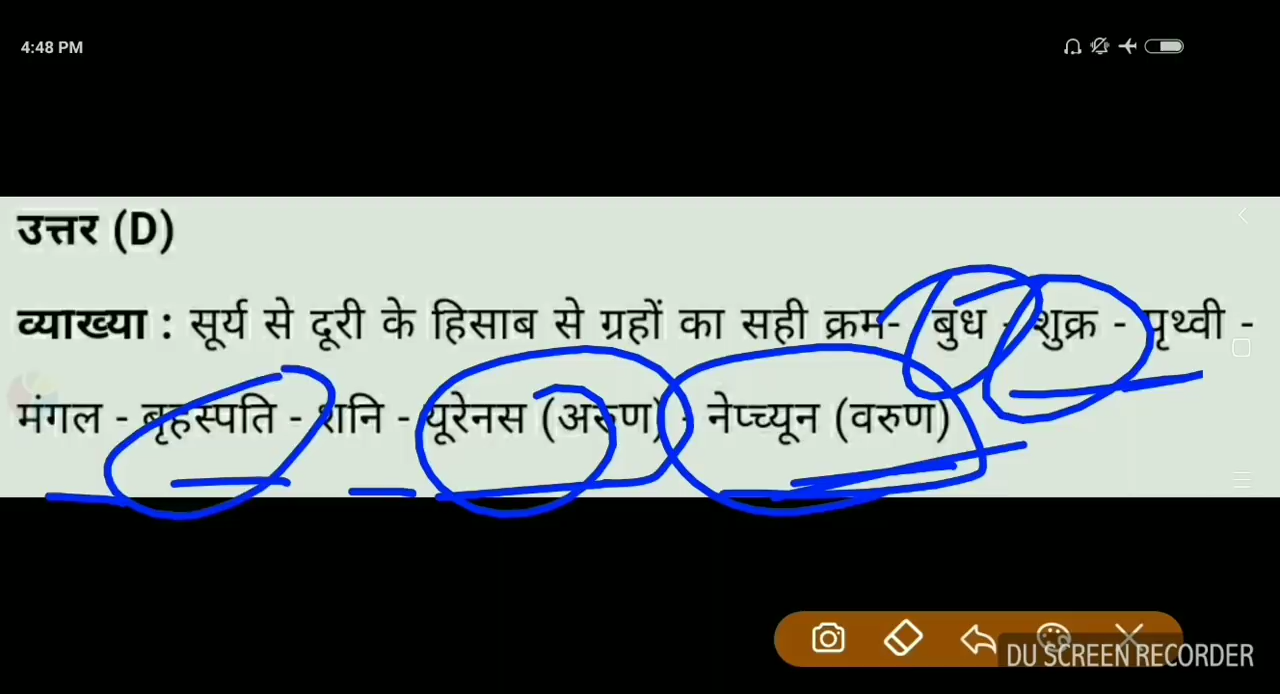 4:48 PM
उत्तर (D)
व्याख्या : सूर्य से दूरी के हिसाब से ग्रहों का सही क्रम- बुध - शुक्र - पृथ्वी -
मंगल - बृहस्पति - शनि - यूरेनस (अरुण) - नेप्च्यून (वरुण)
DU SCREEN RECORDER